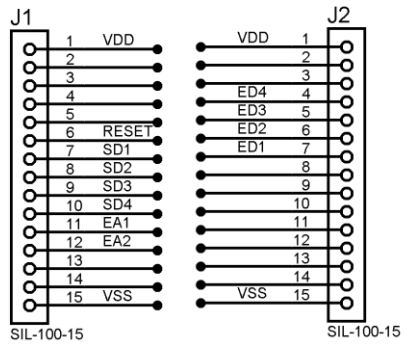 J1
1 VDD
2
3
4
5
6 RESET
7 SD1
8 SD2
9 SD3
10 SD4
11 EA1
12 EA2
13
14
15 VSS
SIL-100-15
J2
VDD 1
2
3
ED4 4
ED3 5
ED2 6
ED1 7
8
9
10
11
12
13
14
VSS 15
SIL-100-15